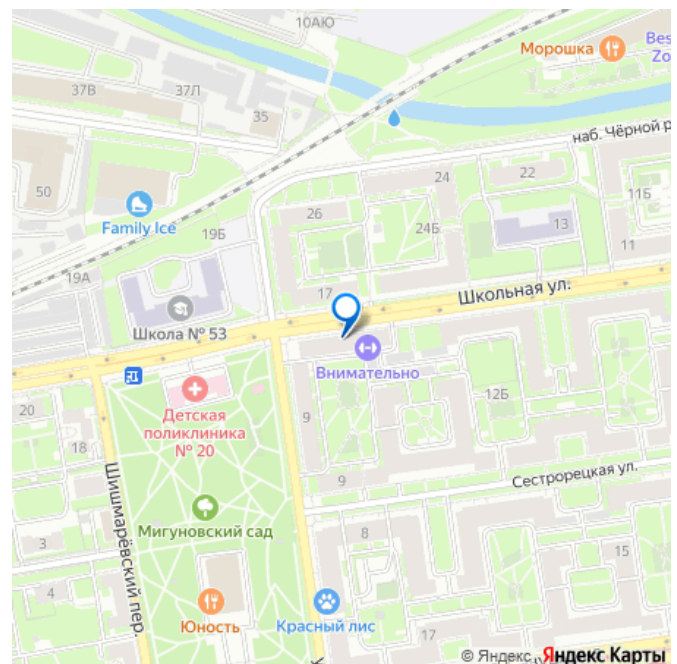 10АЮ
Морошка
Bes
Zo
37В
37Л
35
наб. Чёрной р
50
24
22
11Б
Family Ice
26
19Б
24Б
13
11
19А
17
Школьная ул.
Школа № 53
Внимательно
Детская
поликлиника
№ 20
12Б
20
9
18
Сестрорецкая ул.
9
Шишмарёвский пер.
Мигуновский сад
8
3
15
4
Юность
Красный лис
17
У
© Яндекс
Яндекс Карты